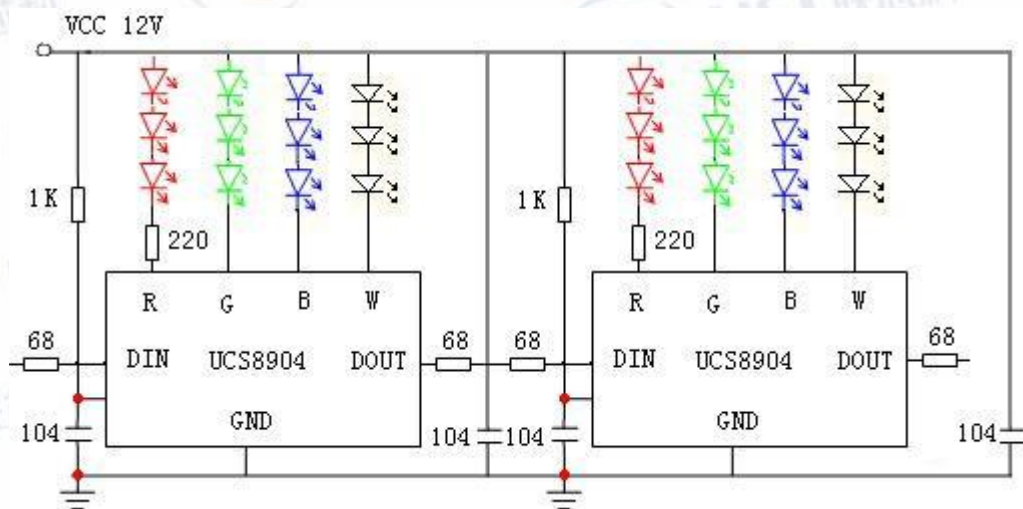 VCC 12V
1K
1K
220
220
R G B W
R G B W
68
DIN UCS8904 DOUT
68 68
DIN UCS8904 DOUT
68
GND
GND
104
104 104
104